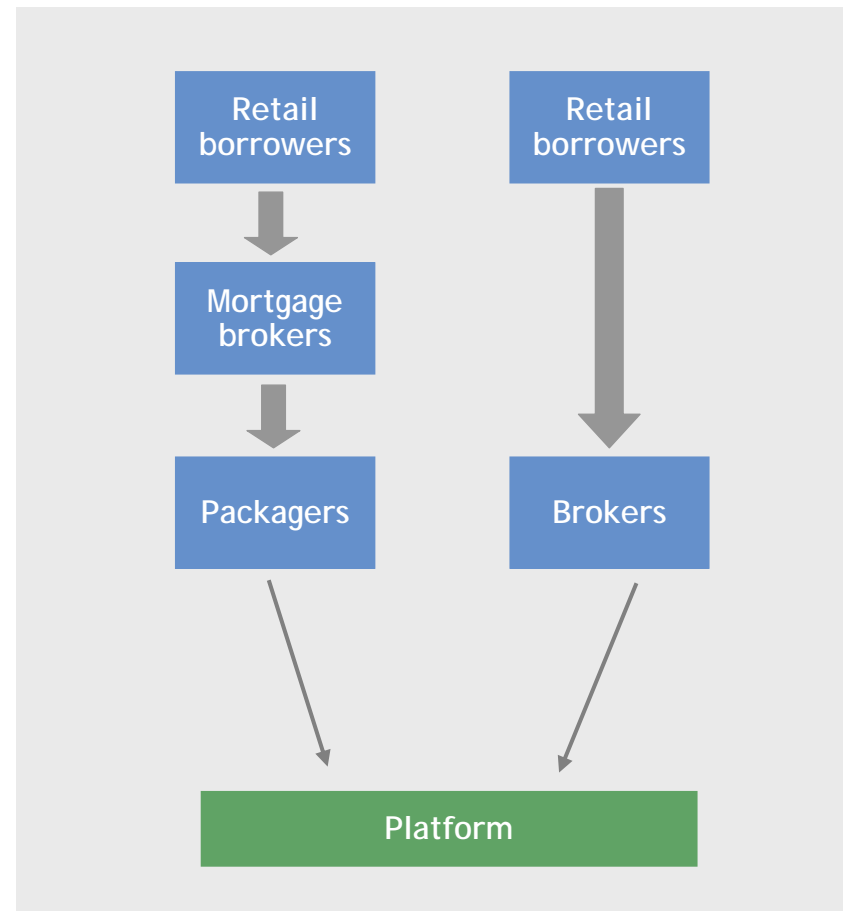 Retail
borrowers
Retail
borrowers
Mortgage
brokers
Packagers
Brokers
Platform